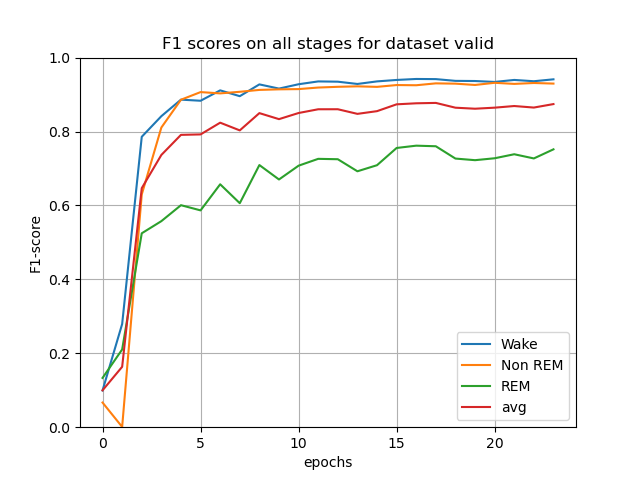 F1 scores on all stages for dataset valid
1.0
0.8
0.6
0.4
0.2
0.0
F1-score
0 5 10 15 20
epochs
Wake
Non REM
REM
avg